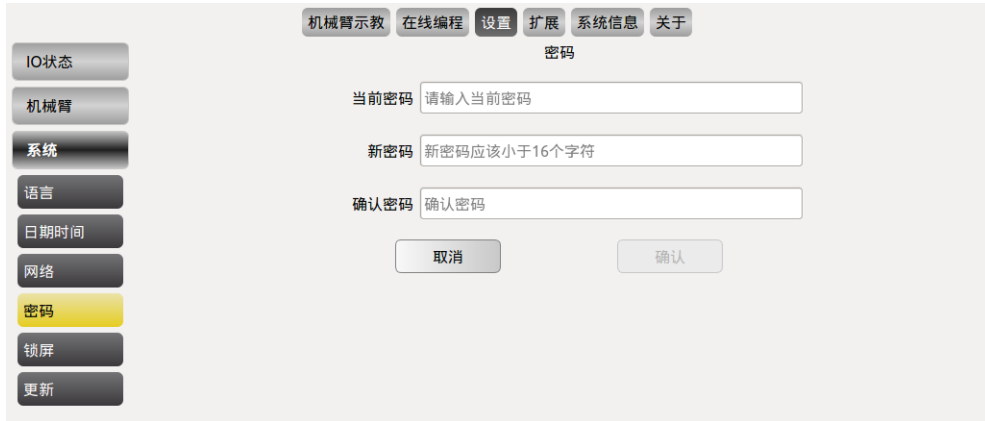 机械臂示教 在线编程 设置 扩展 系统信息 关于
密码
IO状态
机械臂
系统
语言
日期时间
网络
密码
锁屏
更新
当前密码 请输入当前密码
新密码 新密码应该小于16个字符
确认密码 确认密码
取消 确认